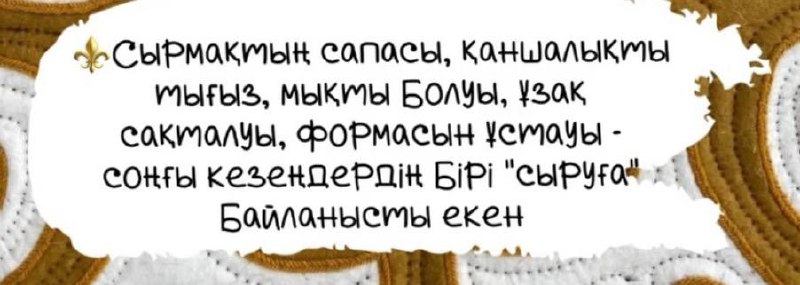 ⚜️Сырмақтың сапасы, қаншалықты
тығыз, мықты Болуы, ұзақ
сақталуы, формасын ұстауы -
соңғы кезеңдердің Бірі "сыруға"
Байланысты екен